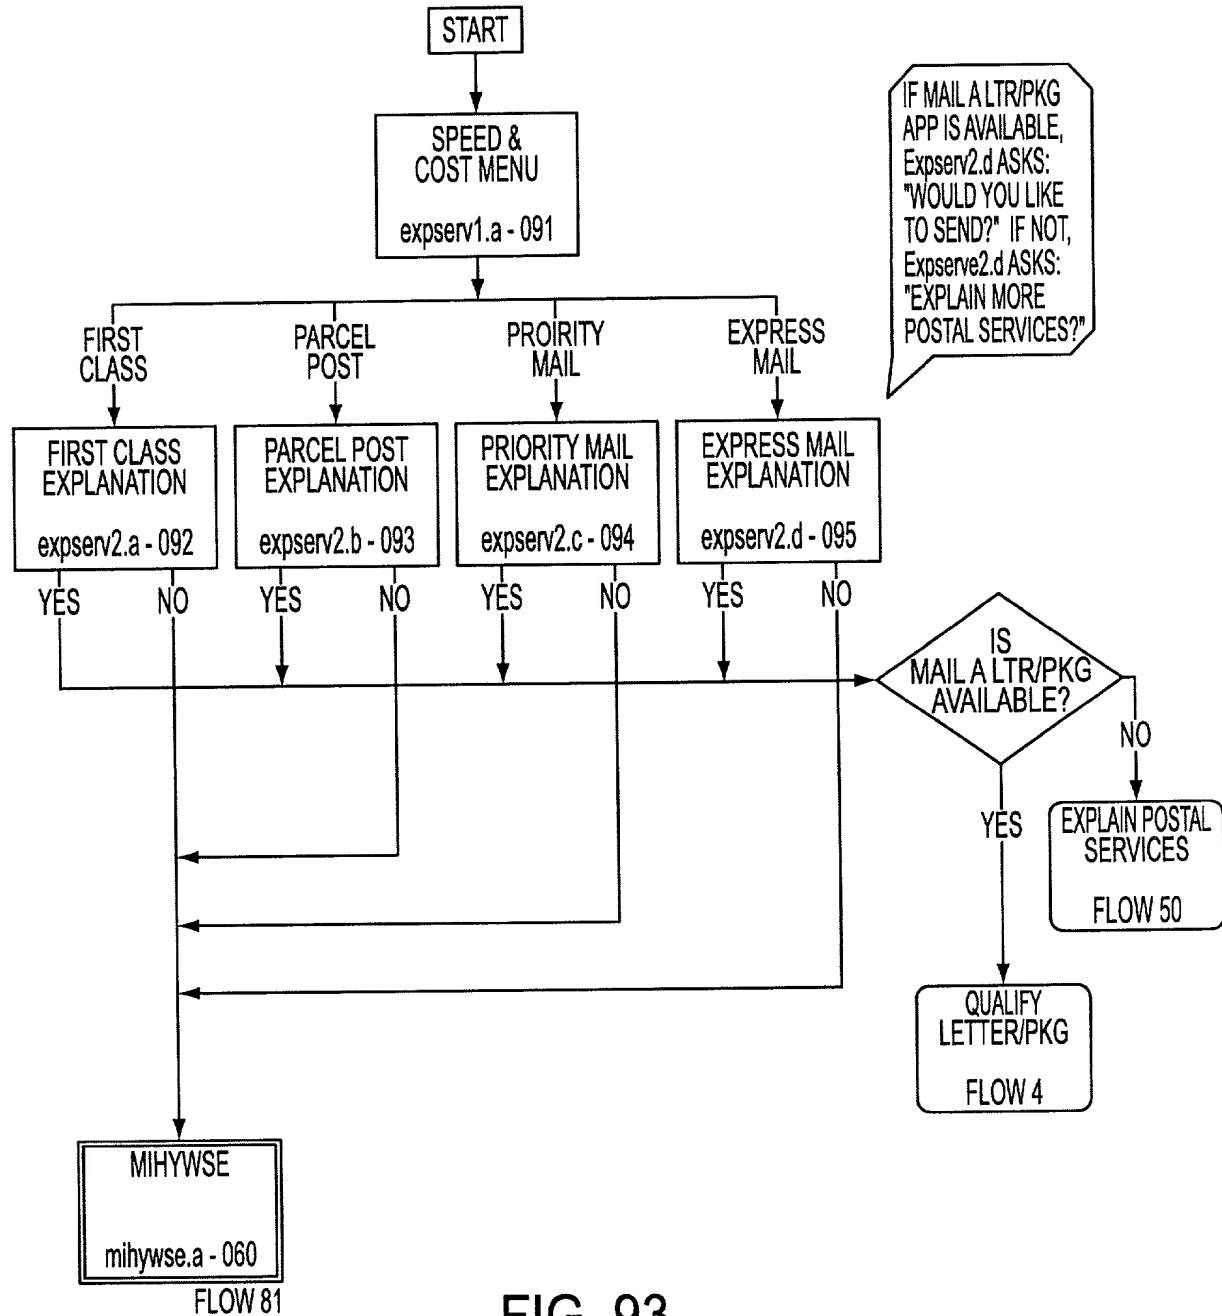 START
SPEED &
COST MENU
expserv1.a - 091
IF MAIL A LTR/PKG
APP IS AVAILABLE,
Expserv2.d ASKS:
"WOULD YOU LIKE
TO SEND?" IF NOT,
Expserve2.d ASKS:
"EXPLAIN MORE
POSTAL SERVICES?"
FIRST
CLASS
PARCEL
POST
PROIRITY
MAIL
EXPRESS
MAIL
FIRST CLASS
EXPLANATION
expserv2.a - 092
PARCEL POST
EXPLANATION
expserv2.b - 093
PRIORITY MAIL
EXPLANATION
expserv2.c - 094
EXPRESS MAIL
EXPLANATION
expserv2.d - 095
YES
NO
YES
NO
YES
NO
YES
NO
IS
MAIL A LTR/PKG
AVAILABLE?
NO
YES
EXPLAIN POSTAL
SERVICES
FLOW 50
QUALIFY
LETTER/PKG
FLOW 4
MIHYWSE
mihywse.a - 060
FLOW 81
FIG. 93